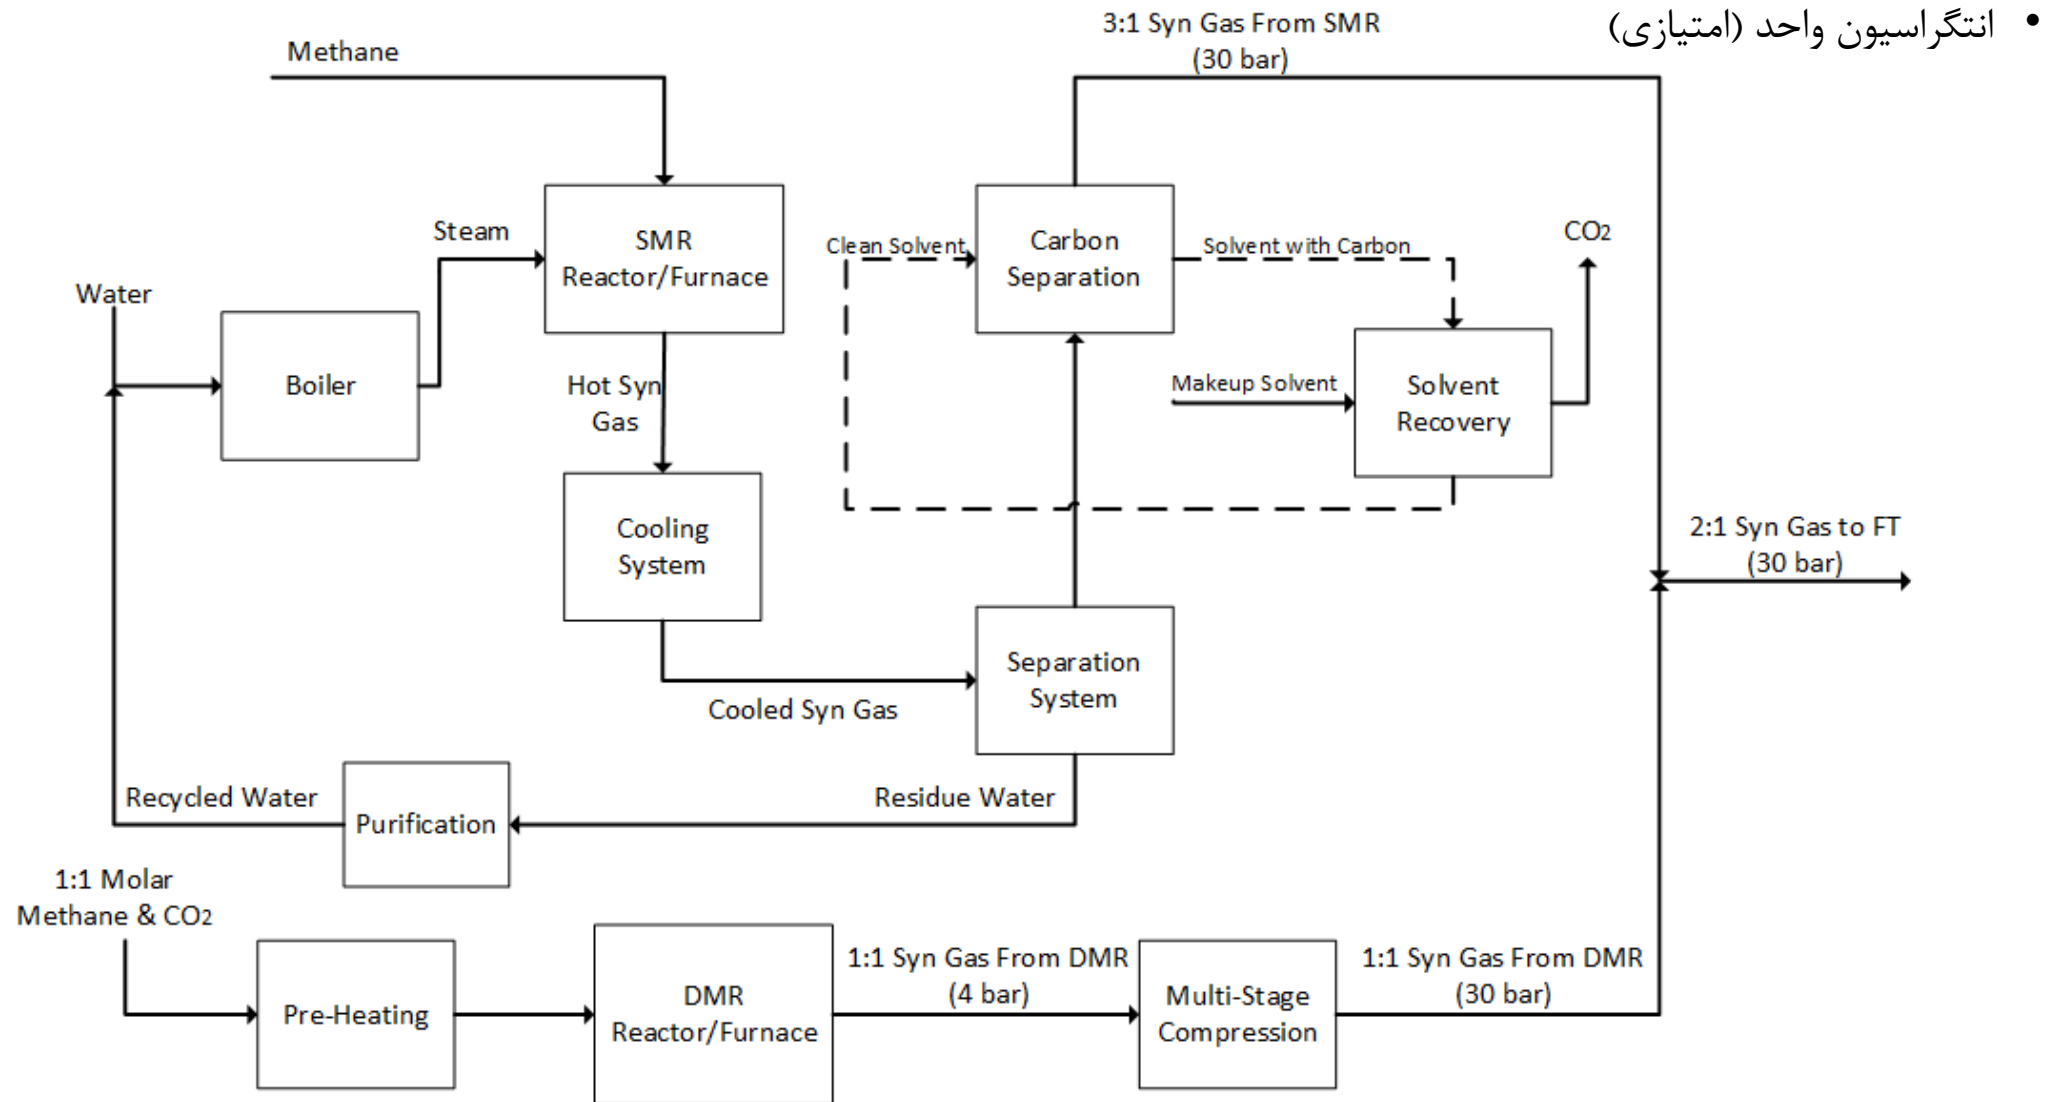 • انتگراسیون واحد (امتیازی)
3:1 Syn Gas From SMR
(30 bar)
Methane
Steam
SMR
Reactor/Furnace
Clean Solvent
Carbon
Separation
Solvent with Carbon
CO2
Water
Boiler
Hot Syn
Gas
Makeup Solvent
Solvent
Recovery
Cooling
System
2:1 Syn Gas to FT
(30 bar)
Separation
System
Cooled Syn Gas
Recycled Water
Purification
Residue Water
1:1 Molar
Methane & CO2
Pre-Heating
DMR
Reactor/Furnace
1:1 Syn Gas From DMR
(4 bar)
Multi-Stage
Compression
1:1 Syn Gas From DMR
(30 bar)